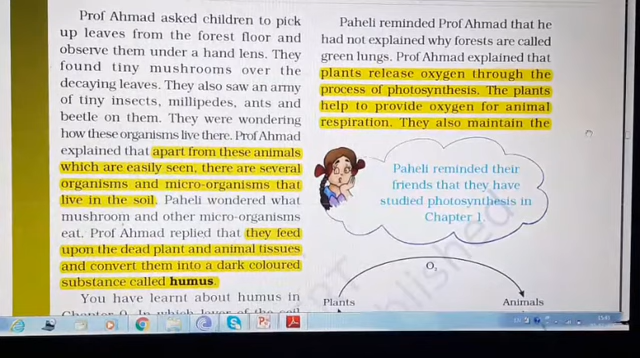 Prof Ahmad asked children to pick
up leaves from the forest floor and
observe them under a hand lens. They
found tiny mushrooms over the
decaying leaves. They also saw an army
of tiny insects, millipedes, ants and
beetle on them. They were wondering
how these organisms live there. Prof Ahmad
explained that apart from these animals
which are easily seen, there are several
organisms and micro-organisms that
live in the soil. Paheli wondered what
mushroom and other micro-organisms
eat. Prof Ahmad replied that they feed
upon the dead plant and animal tissues
and convert them into a dark coloured
substance called humus.
You have learnt about humus in
Chapter 9. In which layer of the soil
Paheli reminded Prof Ahmad that he
had not explained why forests are called
green lungs. Prof Ahmad explained that
plants release oxygen through the
process of photosynthesis. The plants
help to provide oxygen for animal
respiration. They also maintain the
Paheli reminded their
friends that they have
studied photosynthesis in
Chapter 1.
O₂
Plants
Animals